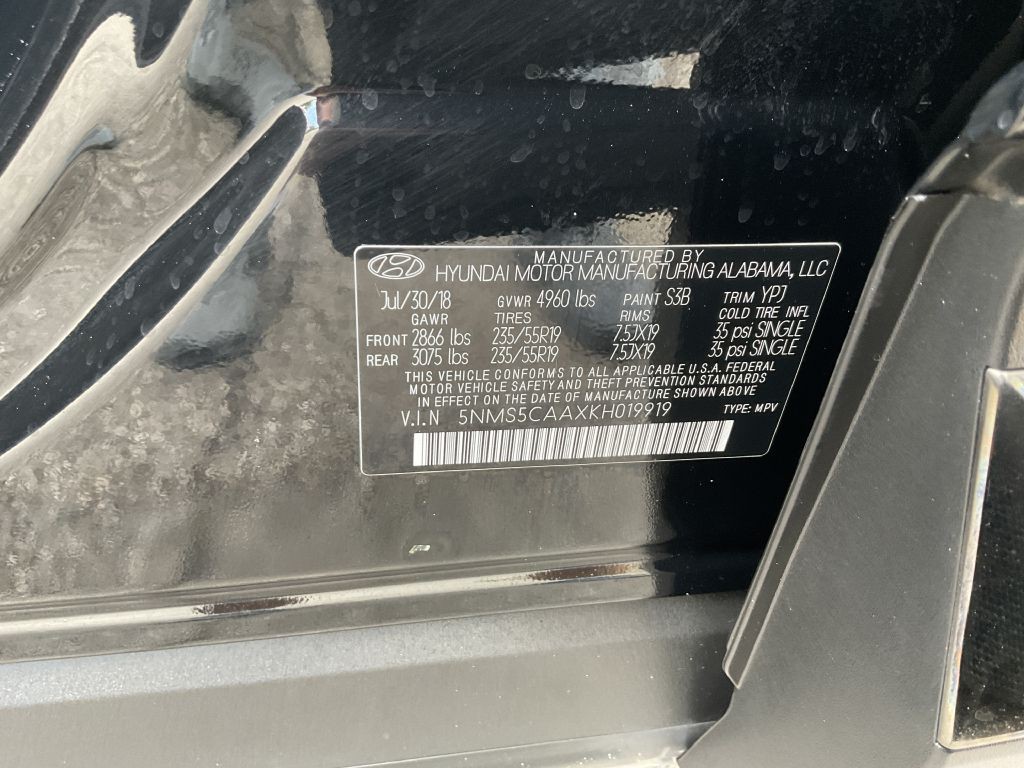 MANUFACTURED BY
HYUNDAI MOTOR MANUFACTURING ALABAMA, LLC
Jul/30/18 GVWR 4960 lbs PAINT S3B TRIM YPJ
GAWR TIRES RIMS COLD TIRE INFL
FRONT 2866 lbs 235/55R19 7.5JX19 35 psi SINGLE
REAR 3075 lbs 235/55R19 7.5JX19 35 psi SINGLE
THIS VEHICLE CONFORMS TO ALL APPLICABLE U.S.A. FEDERAL
MOTOR VEHICLE SAFETY AND THEFT PREVENTION STANDARDS
IN EFFECT ON THE DATE OF MANUFACTURE SHOWN ABOVE
V.I.N 5NMS5CAAXKH019919 TYPE: MPV